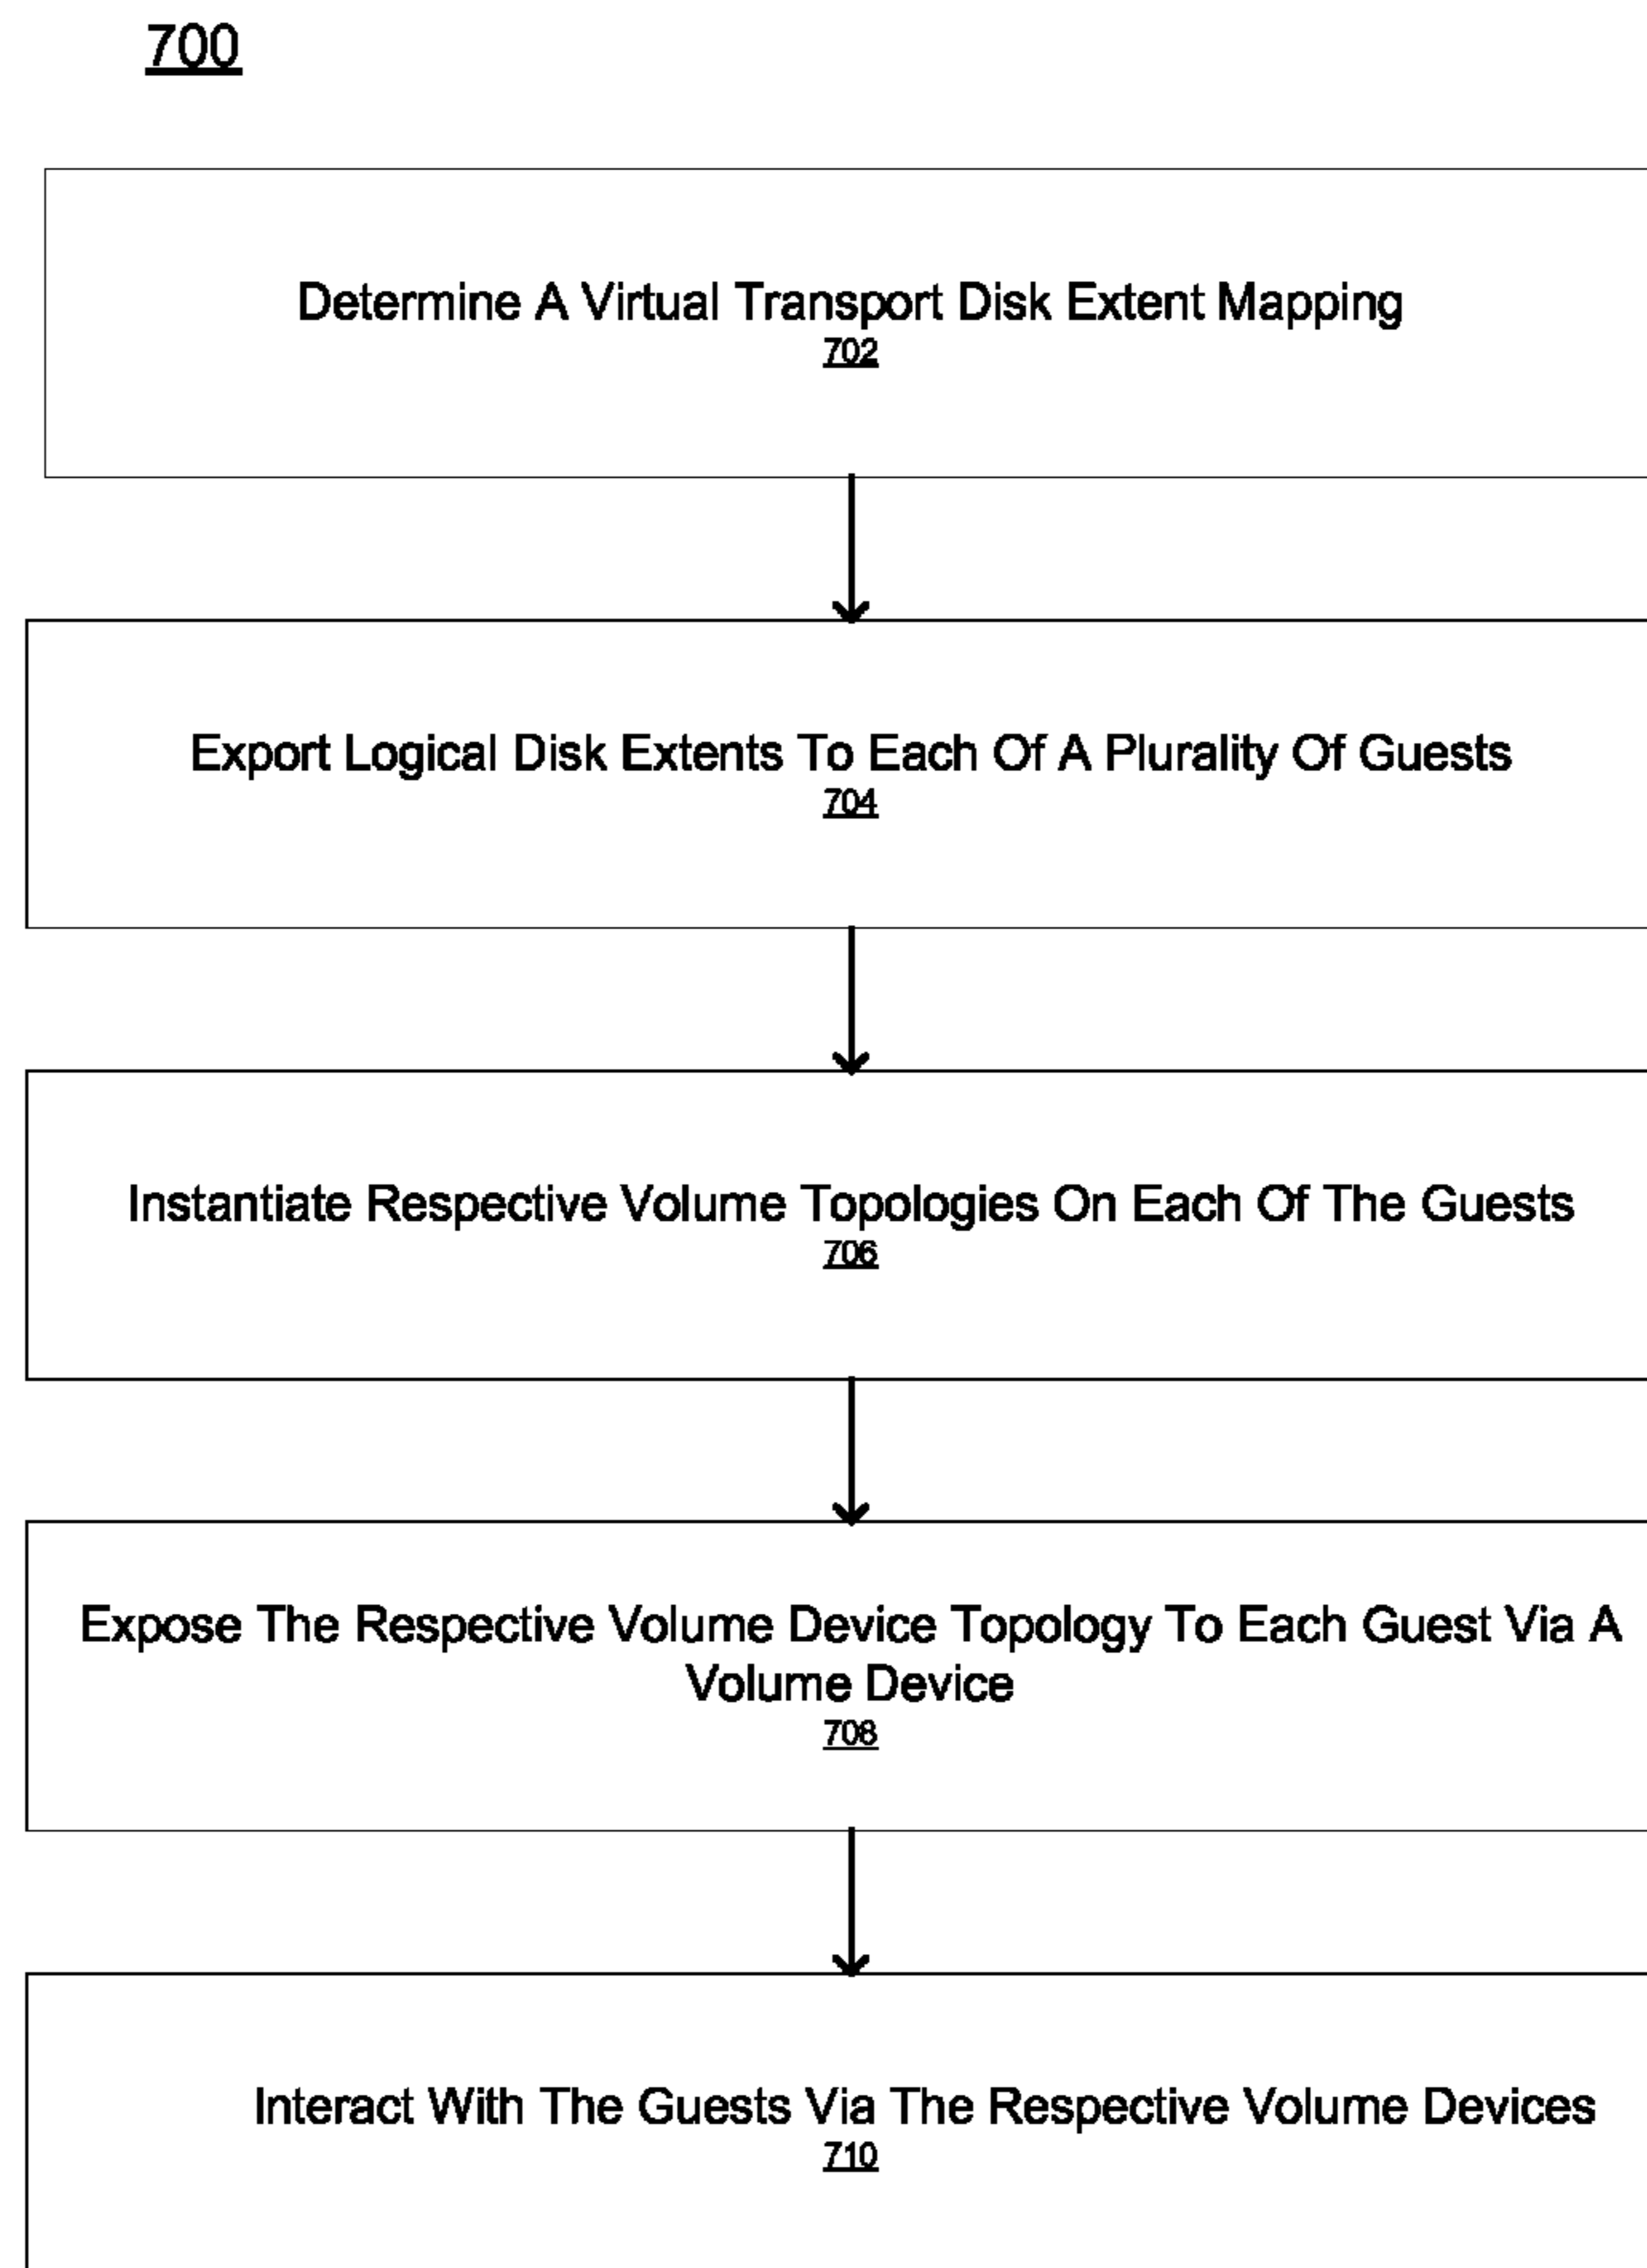 700
Determine A Virtual Transport Disk Extent Mapping
702
Export Logical Disk Extents To Each Of A Plurality Of Guests
704
Instantiate Respective Volume Topologies On Each Of The Guests
706
Expose The Respective Volume Device Topology To Each Guest Via A
Volume Device
708
Interact With The Guests Via The Respective Volume Devices
710